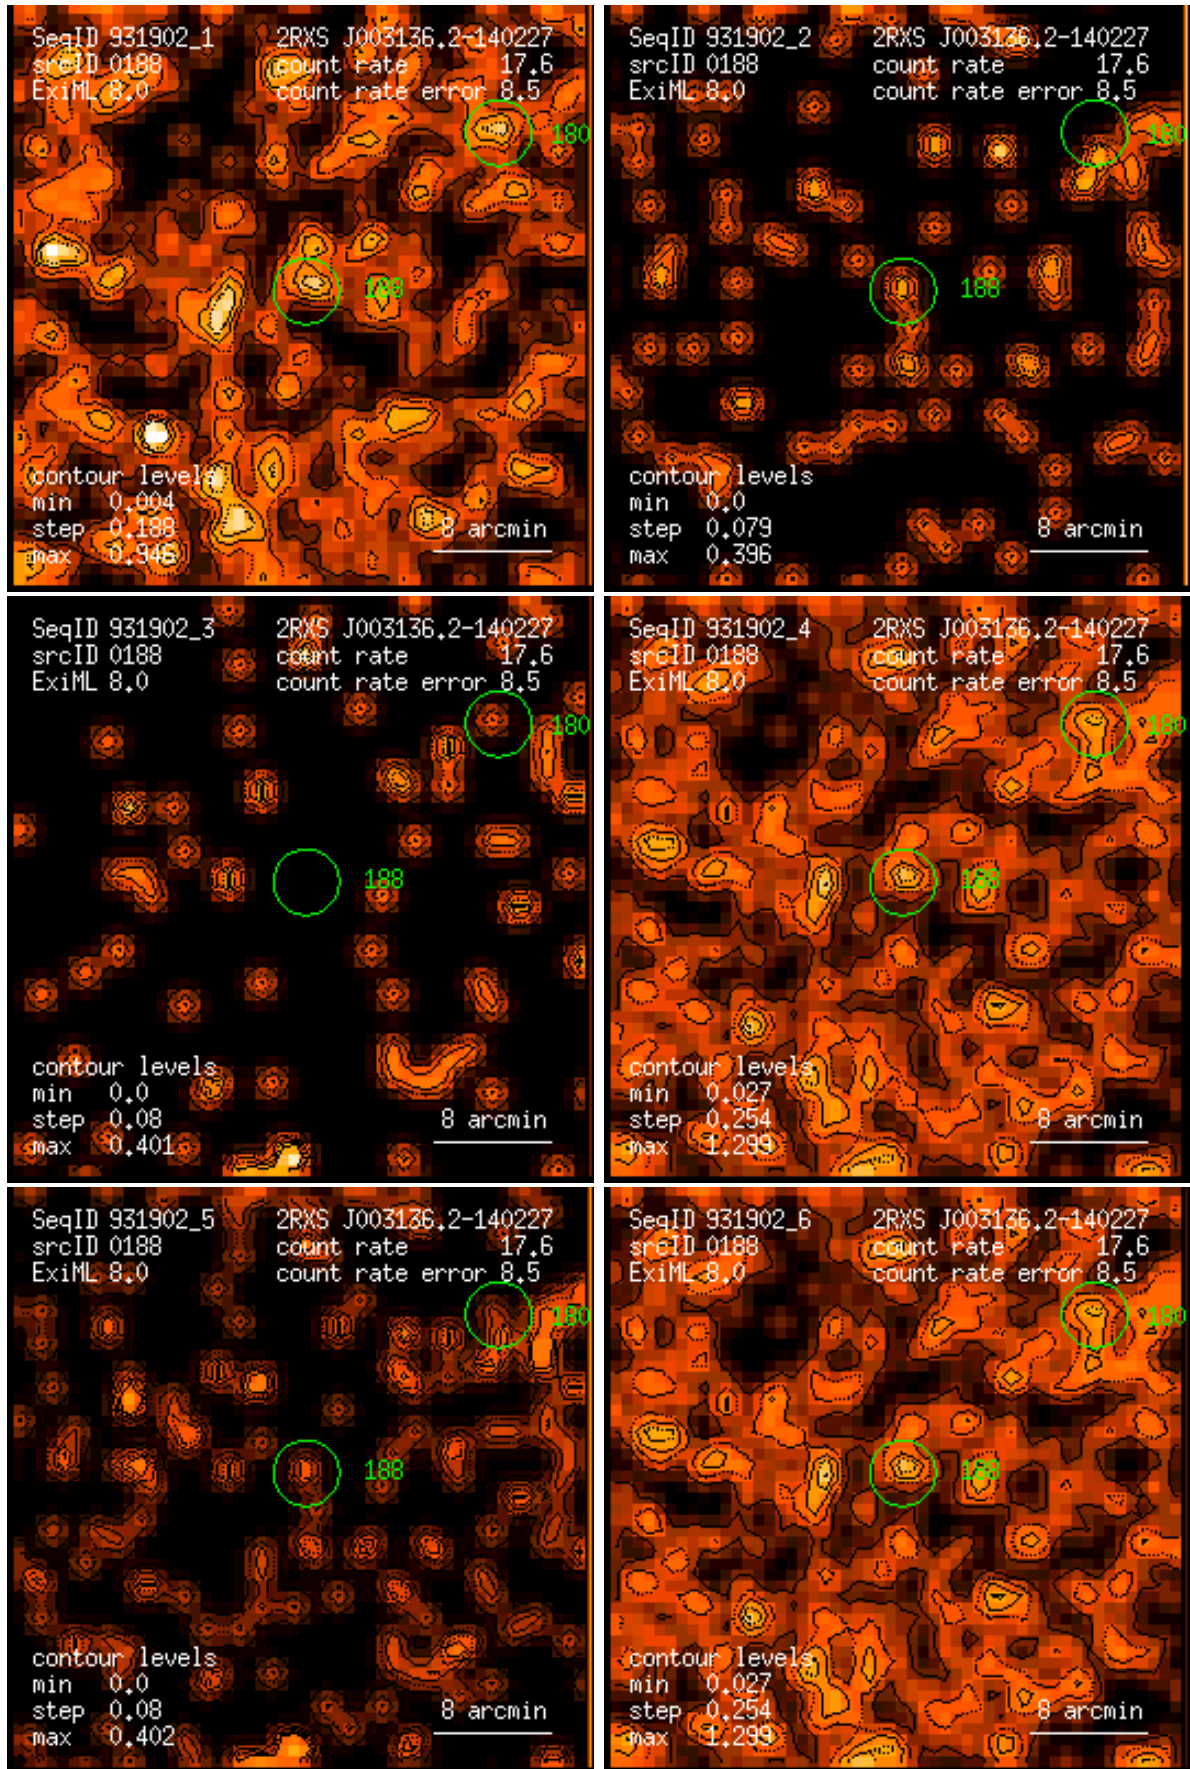 SeqID 931902_1 2RXS J003136.2-140227
srcID 0188 count rate 17.6
ExiML 8.0 count rate error 8.5
180
188
contour levels
min 0.004
step 0.188
max 0.946
8 arcmin
SeqID 931902_2 2RXS J003136.2-140227
srcID 0188 count rate 17.6
ExiML 8.0 count rate error 8.5
180
188
contour levels
min 0.0
step 0.079
max 0.396
8 arcmin
SeqID 931902_3 2RXS J003136.2-140227
srcID 0188 count rate 17.6
ExiML 8.0 count rate error 8.5
180
188
contour levels
min 0.0
step 0.08
max 0.401
8 arcmin
SeqID 931902_4 2RXS J003136.2-140227
srcID 0188 count rate 17.6
ExiML 8.0 count rate error 8.5
180
188
contour levels
min 0.027
step 0.254
max 1.299
8 arcmin
SeqID 931902_5 2RXS J003136.2-140227
srcID 0188 count rate 17.6
ExiML 8.0 count rate error 8.5
180
188
contour levels
min 0.0
step 0.08
max 0.402
8 arcmin
SeqID 931902_6 2RXS J003136.2-140227
srcID 0188 count rate 17.6
ExiML 8.0 count rate error 8.5
180
188
contour levels
min 0.027
step 0.254
max 1.299
8 arcmin